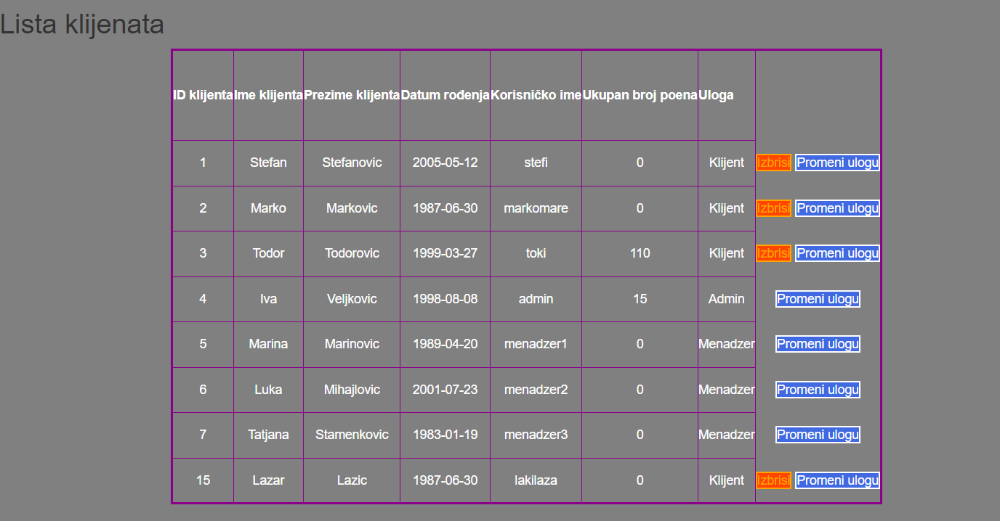 Lista klijenata
ID klijenta Ime klijenta Prezime klijenta Datum rođenja Korisničko ime Ukupan broj poena Uloga
1 Stefan Stefanovic 2005-05-12 stefi 0 Klijent Izbrisi Promeni ulogu
2 Marko Markovic 1987-06-30 markomare 0 Klijent Izbrisi Promeni ulogu
3 Todor Todorovic 1999-03-27 toki 110 Klijent Izbrisi Promeni ulogu
4 Iva Veljkovic 1998-08-08 admin 15 Admin Promeni ulogu
5 Marina Marinovic 1989-04-20 menadzer1 0 Menadzer Promeni ulogu
6 Luka Mihajlovic 2001-07-23 menadzer2 0 Menadzer Promeni ulogu
7 Tatjana Stamenkovic 1983-01-19 menadzer3 0 Menadzer Promeni ulogu
15 Lazar Lazic 1987-06-30 lakilaza 0 Klijent Izbrisi Promeni ulogu